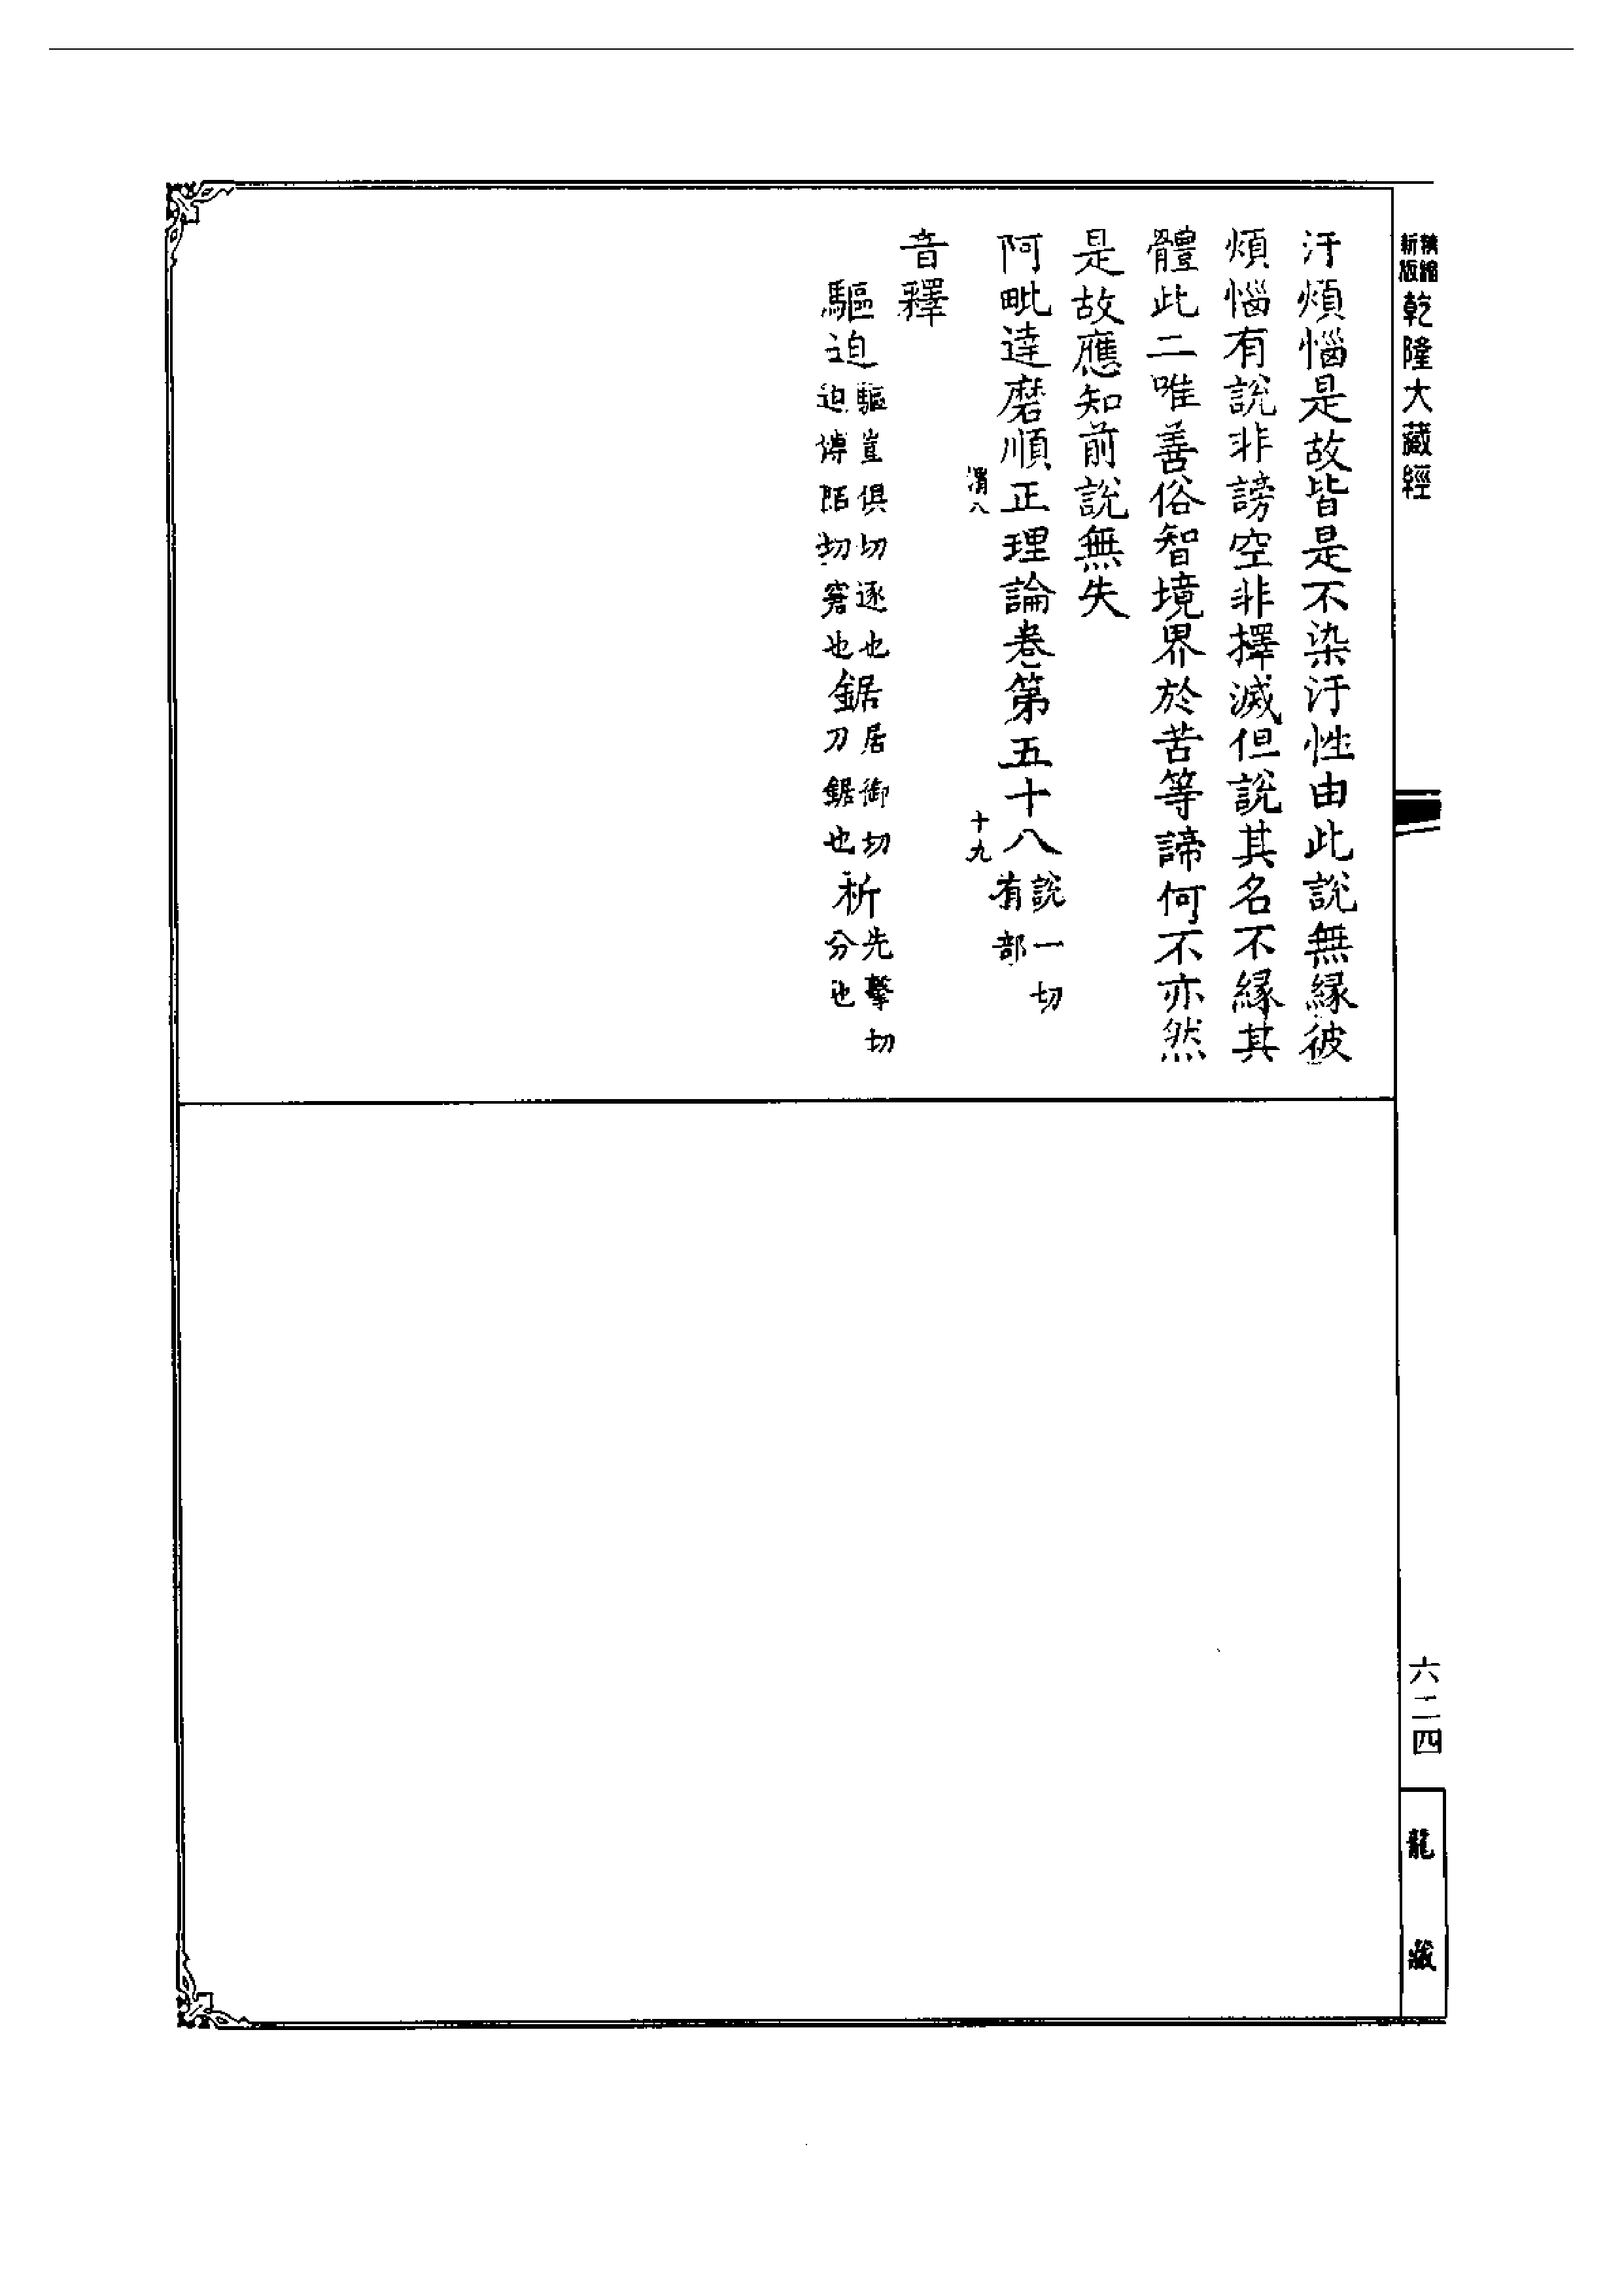 精縮
新版
乾隆大藏經
六二四
龍藏
汙煩惱是故皆是不染汙性由此說無緣彼
煩惱有說非謗空非擇滅但說其名不緣其
體此二唯善俗智境界於苦等諦何不亦然
是故應知前說無失
阿毗達磨順正理論卷第五十八說一切有部
渭八 十九
音釋
驅迫驅豈俱切逐也迫博陌切窘也鋸居御切刀鋸也析先擊切分也